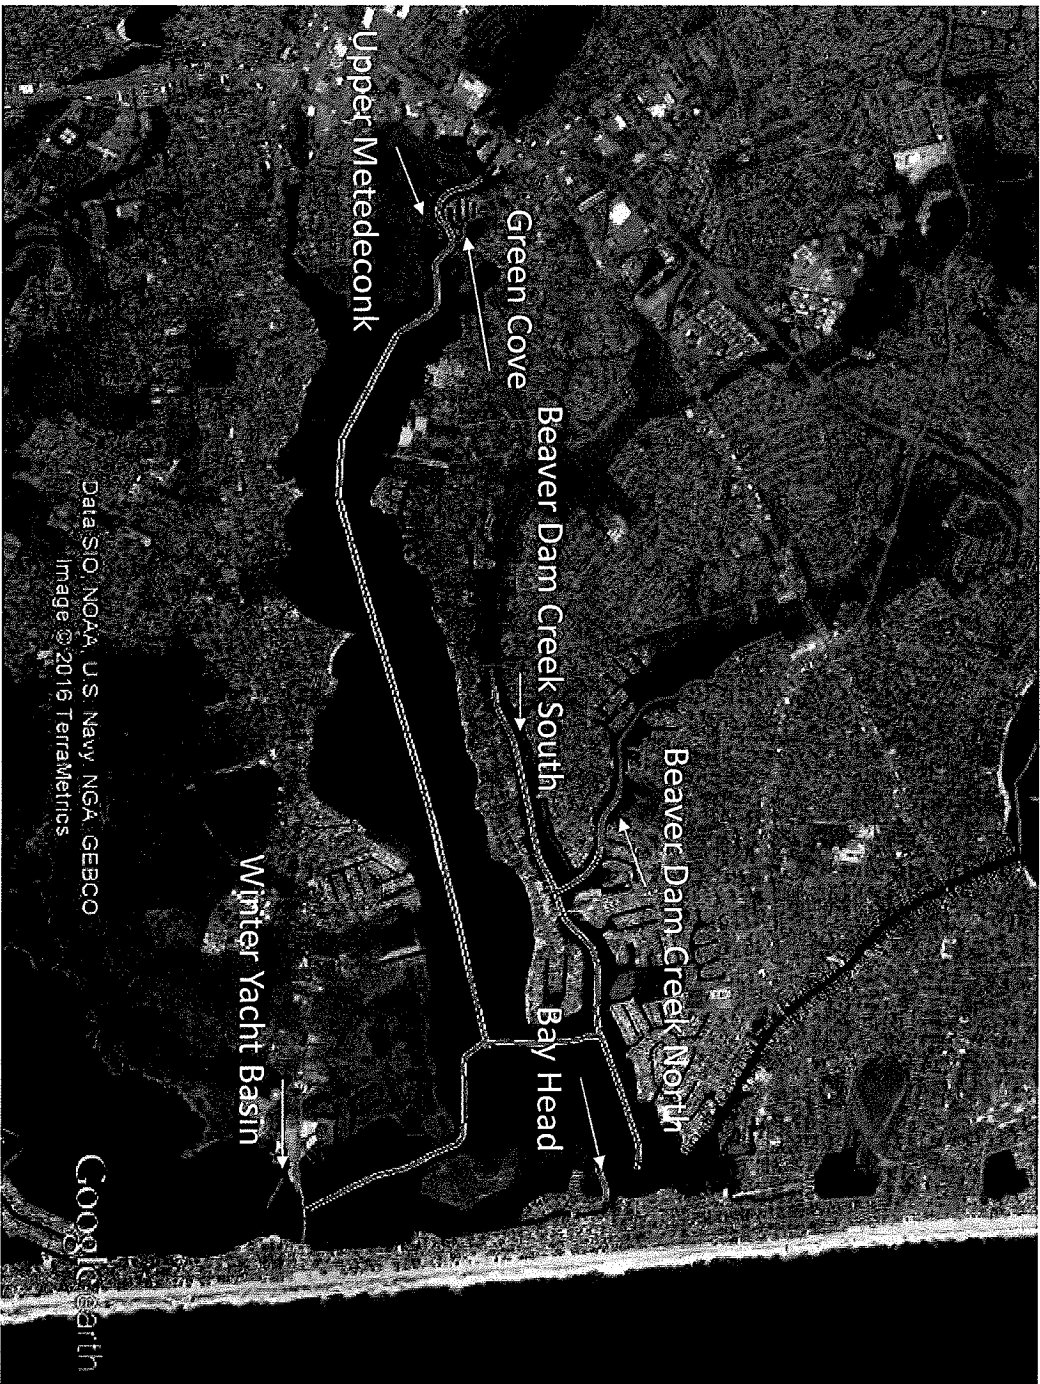 Upper Metedeconk
Green Cove
Beaver Dam Creek South
Beaver Dam Creek North
Bay Head
Winter Yacht Basin
Data SIO, NOAA, U.S. Navy, NGA, GEBCO
Image © 2016 TerraMetrics
Google earth